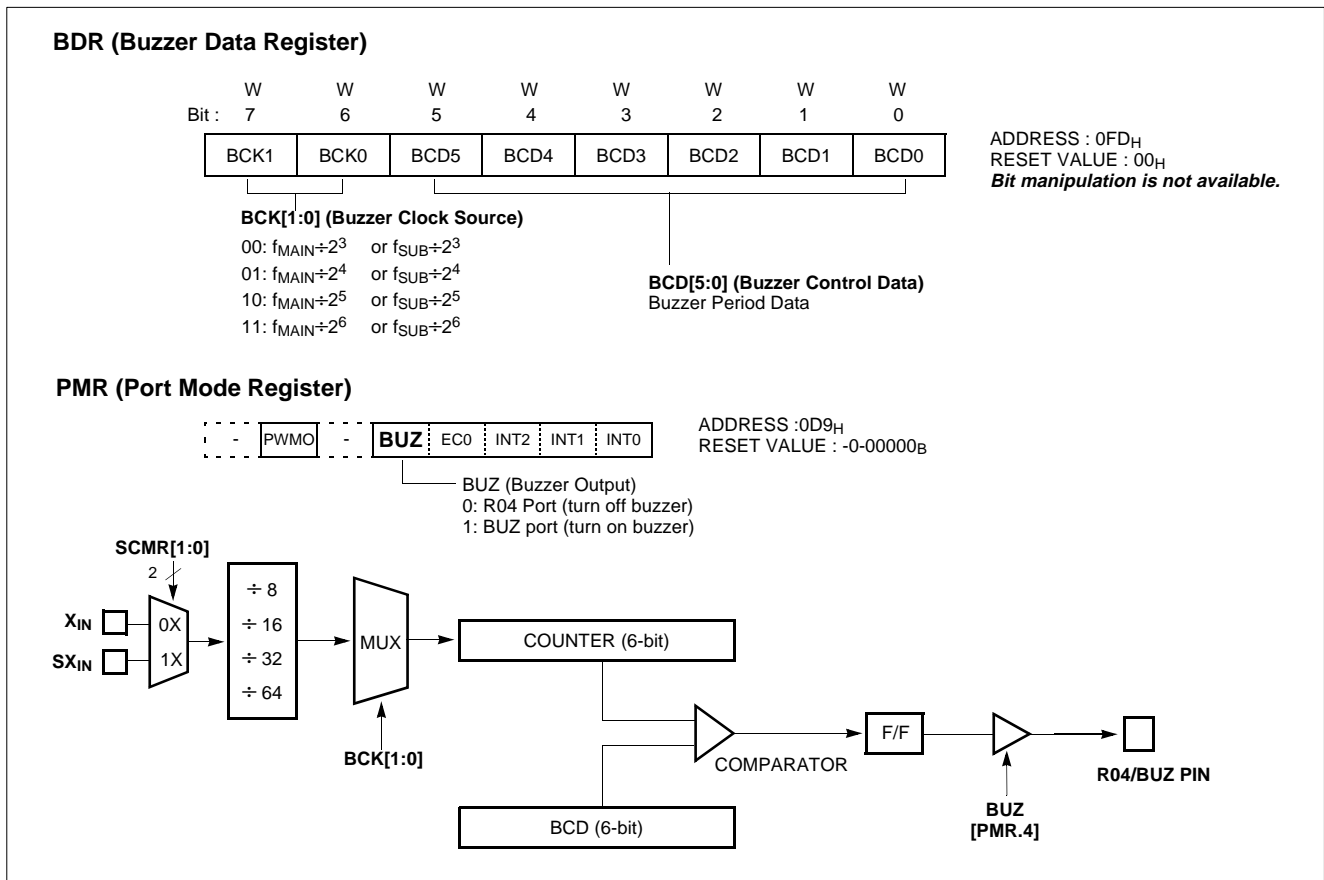 BDR (Buzzer Data Register)
W W W W W W W W
Bit : 7 6 5 4 3 2 1 0
BCK1 BCK0 BCD5 BCD4 BCD3 BCD2 BCD1 BCD0
ADDRESS : 0FDH
RESET VALUE : 00H
Bit manipulation is not available.
BCK[1:0] (Buzzer Clock Source)
00: fMAIN÷2³ or fSUB÷2³
01: fMAIN÷2⁴ or fSUB÷2⁴
10: fMAIN÷2⁵ or fSUB÷2⁵
11: fMAIN÷2⁶ or fSUB÷2⁶
BCD[5:0] (Buzzer Control Data)
Buzzer Period Data
PMR (Port Mode Register)
- PWMO - BUZ EC0 INT2 INT1 INT0
ADDRESS :0D9H
RESET VALUE : -0-00000B
BUZ (Buzzer Output)
0: R04 Port (turn off buzzer)
1: BUZ port (turn on buzzer)
SCMR[1:0]
2
XIN
SXIN
0X
1X
÷ 8
÷ 16
÷ 32
÷ 64
MUX
BCK[1:0]
COUNTER (6-bit)
BCD (6-bit)
COMPARATOR
F/F
BUZ
[PMR.4]
R04/BUZ PIN